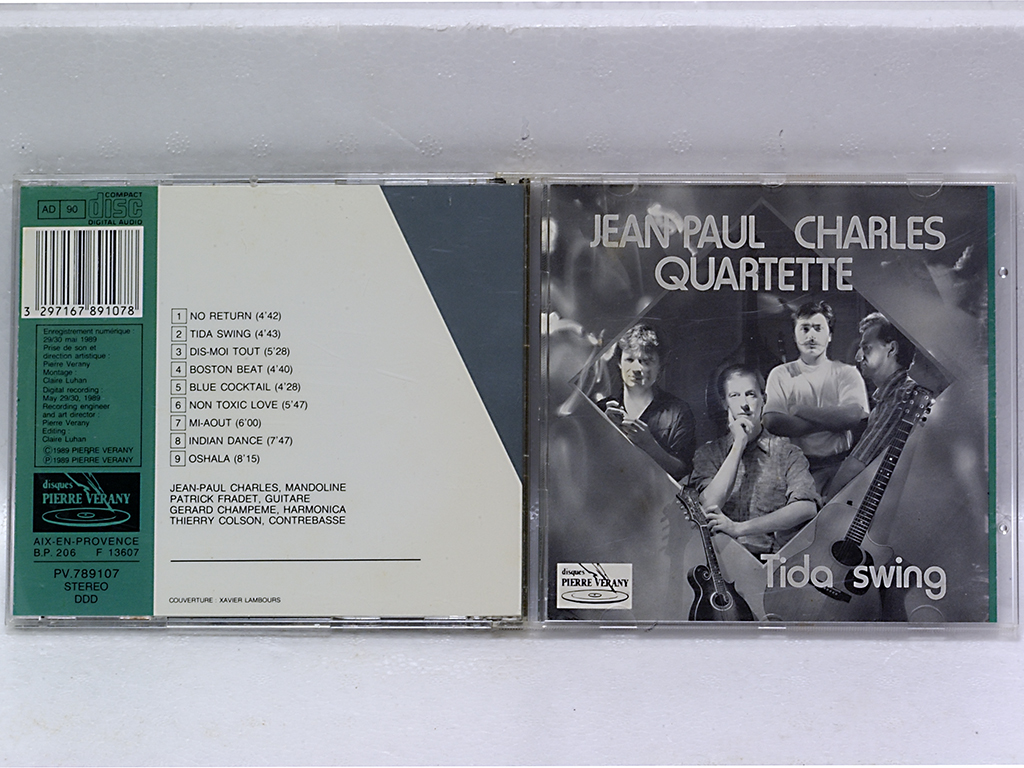 AD 90
COMPACT
disc
DIGITAL AUDIO
3 297167 891078
Enregistrement numérique :
29/30 mai 1989
Prise de son et
direction artistique :
Pierre Verany
Montage :
Claire Luhan
Digital recording :
May 29/30, 1989
Recording engineer
and art director :
Pierre Verany
Editing :
Claire Luhan
© 1989 PIERRE VERANY
℗ 1989 PIERRE VERANY
disques
PIERRE VERANY
AIX-EN-PROVENCE
B.P. 206 F 13607
PV.789107
STEREO
DDD
1 NO RETURN (4'42)
2 TIDA SWING (4'43)
3 DIS-MOI TOUT (5'28)
4 BOSTON BEAT (4'40)
5 BLUE COCKTAIL (4'28)
6 NON TOXIC LOVE (5'47)
7 MI-AOUT (6'00)
8 INDIAN DANCE (7'47)
9 OSHALA (8'15)
JEAN-PAUL CHARLES, MANDOLINE
PATRICK FRADET, GUITARE
GERARD CHAMPEME, HARMONICA
THIERRY COLSON, CONTREBASSE
COUVERTURE : XAVIER LAMBOURS
JEAN PAUL CHARLES
QUARTETTE
Tida swing
disques
PIERRE VERANY